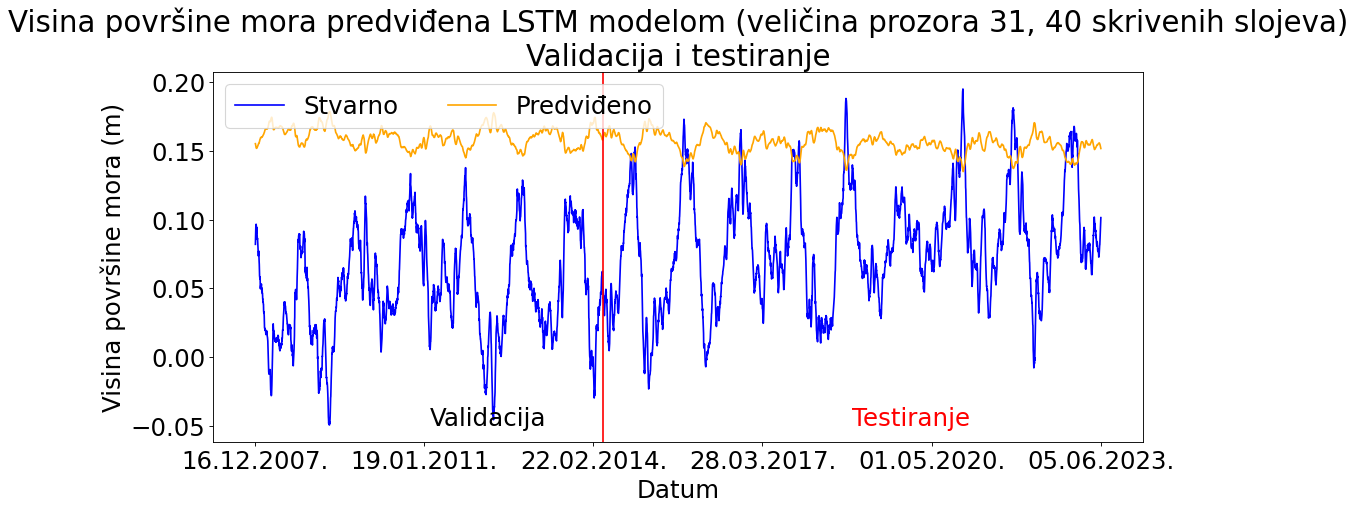 Visina površine mora predviđena LSTM modelom (veličina prozora 31, 40 skrivenih slojeva)
Validacija i testiranje
Stvarno
Predviđeno
Visina površine mora (m)
0.20
0.15
0.10
0.05
0.00
−0.05
Validacija
Testiranje
16.12.2007.
19.01.2011.
22.02.2014.
28.03.2017.
01.05.2020.
05.06.2023.
Datum